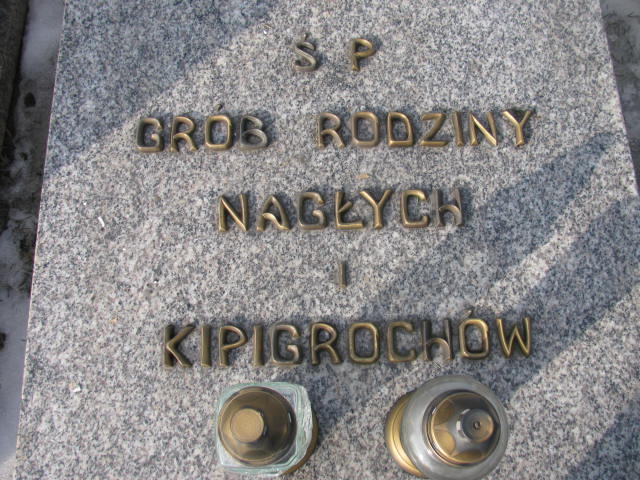 Ś P
GRÓB RODZINY
NAGŁYCH
I
KIPIGROCHÓW